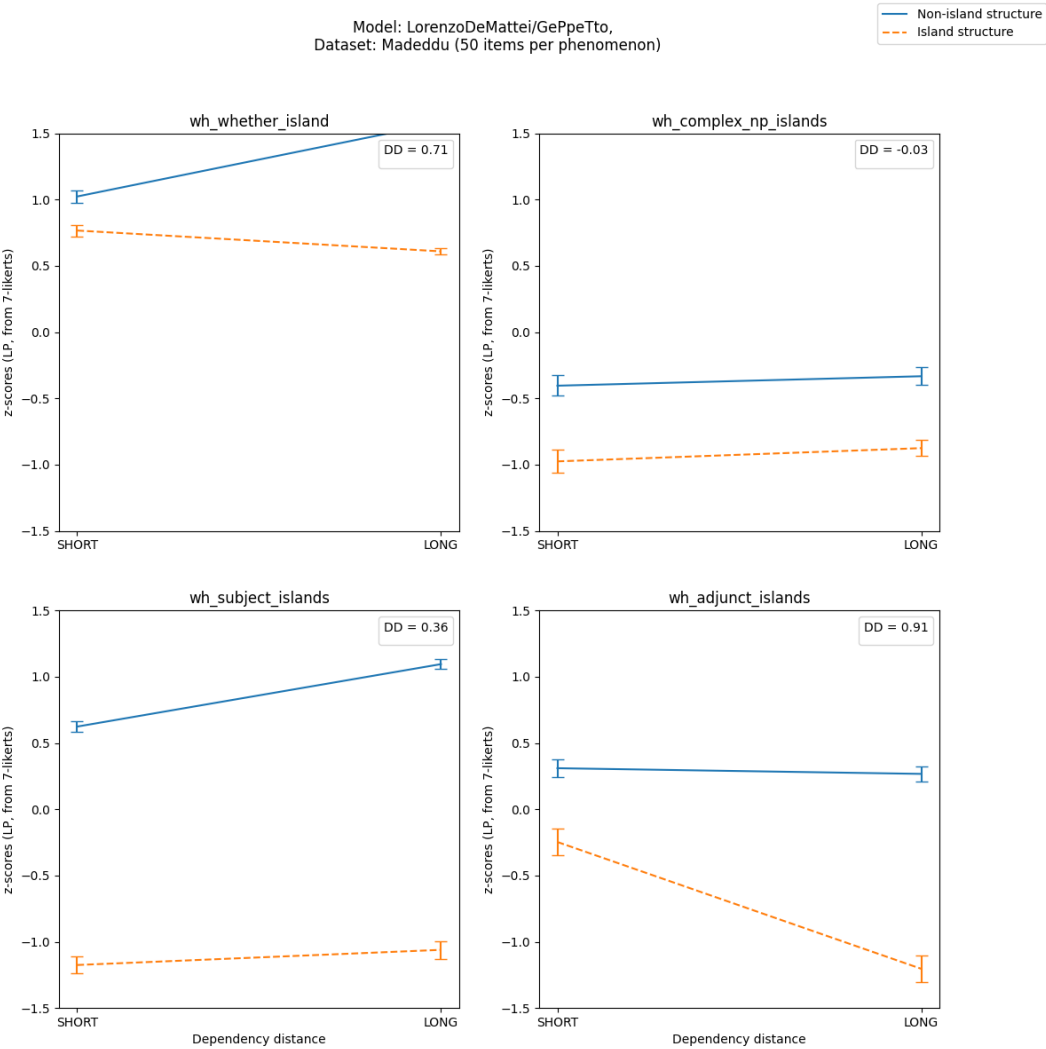 Model: LorenzoDeMattei/GePpeTto,
Dataset: Madeddu (50 items per phenomenon)
Non-island structure
Island structure
wh_whether_island
DD = 0.71
1.5
1.0
0.5
0.0
−0.5
−1.0
−1.5
z-scores (LP, from 7-likerts)
SHORT
LONG
wh_complex_np_islands
DD = -0.03
1.5
1.0
0.5
0.0
−0.5
−1.0
−1.5
z-scores (LP, from 7-likerts)
SHORT
LONG
wh_subject_islands
DD = 0.36
1.5
1.0
0.5
0.0
−0.5
−1.0
−1.5
z-scores (LP, from 7-likerts)
SHORT
LONG
Dependency distance
wh_adjunct_islands
DD = 0.91
1.5
1.0
0.5
0.0
−0.5
−1.0
−1.5
z-scores (LP, from 7-likerts)
SHORT
LONG
Dependency distance